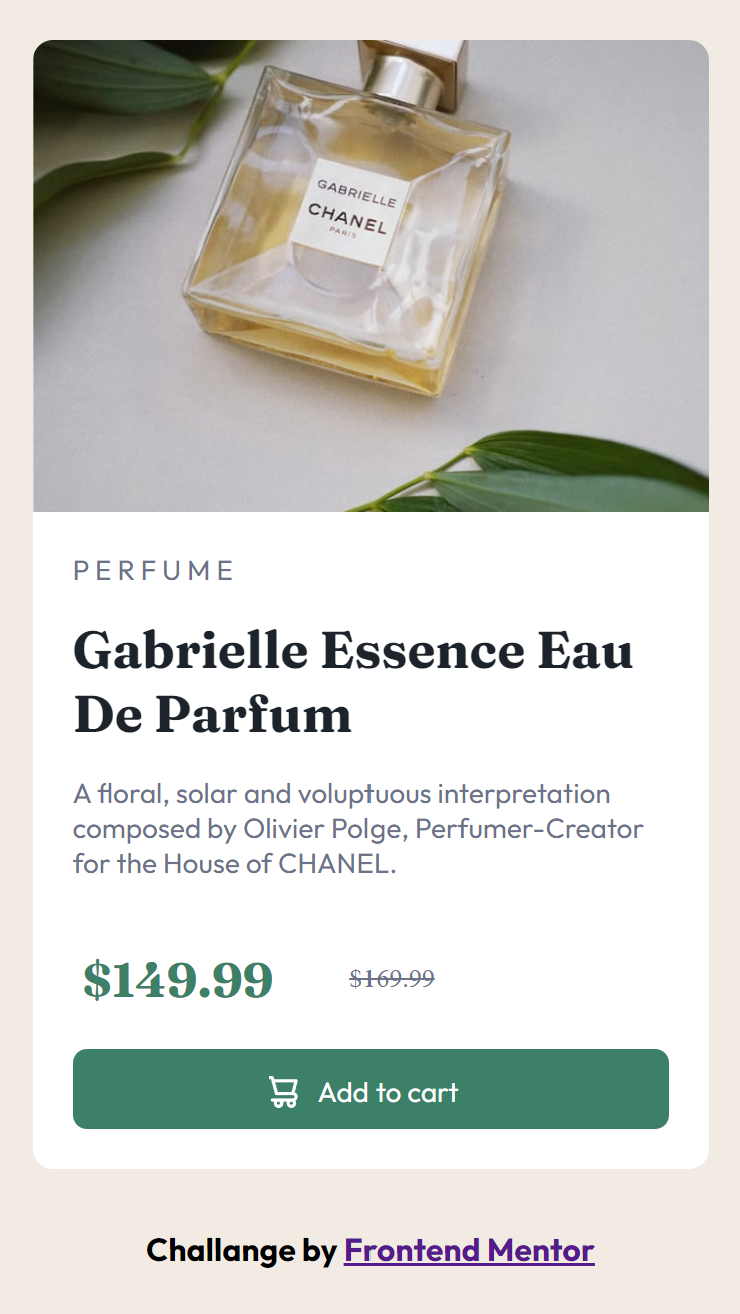 GABRIELLE
CHANEL
PARIS
PERFUME
Gabrielle Essence Eau
De Parfum
A floral, solar and voluptuous interpretation
composed by Olivier Polge, Perfumer-Creator
for the House of CHANEL.
$149.99 $169.99
Add to cart
Challange by Frontend Mentor